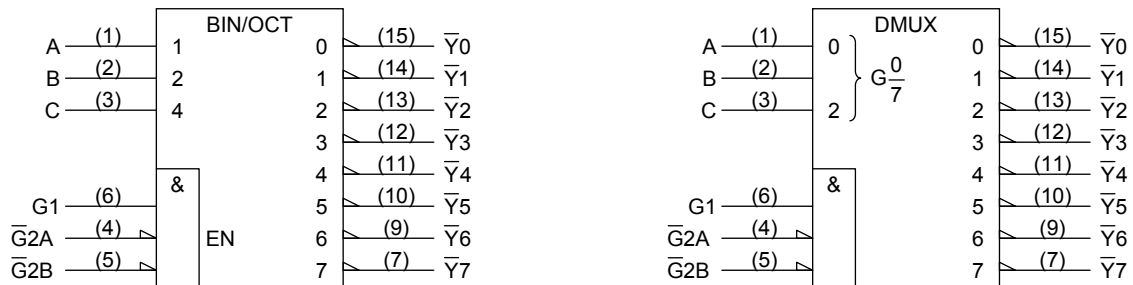 BIN/OCT DMUX
A (1) 1 0 (15) Y̅0 A (1) 0 0 (15) Y̅0
B (2) 2 1 (14) Y̅1 B (2) G 0/7 1 (14) Y̅1
C (3) 4 2 (13) Y̅2 C (3) 2 2 (13) Y̅2
3 (12) Y̅3 3 (12) Y̅3
& 4 (11) Y̅4 & 4 (11) Y̅4
G1 (6) 5 (10) Y̅5 G1 (6) 5 (10) Y̅5
G̅2A (4) EN 6 (9) Y̅6 G̅2A (4) 6 (9) Y̅6
G̅2B (5) 7 (7) Y̅7 G̅2B (5) 7 (7) Y̅7